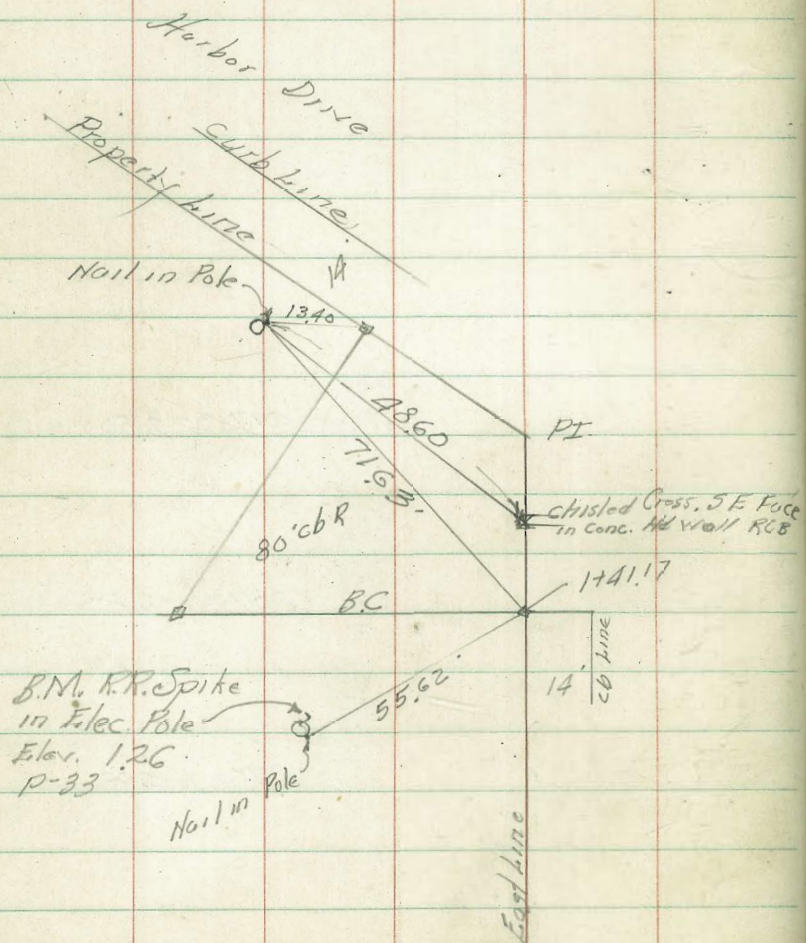 Harbor Drive
Curb Line
Property Line
14
Nail in Pole
13.40
48.60
71.63
PI.
chisled Cross. SE Face
in Conc. Hd Wall RCB
80' cb R
1+41.17
B.C
cb Line
14'
55.62
B.M. R.R. Spike
in Elec. Pole
Elev. 1.26
P-33
Nail in Pole
East Line